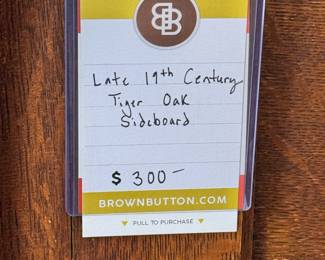 BB
Late 19th Century
Tiger Oak
Sideboard
$ 300—
BROWNBUTTON.COM
PULL TO PURCHASE